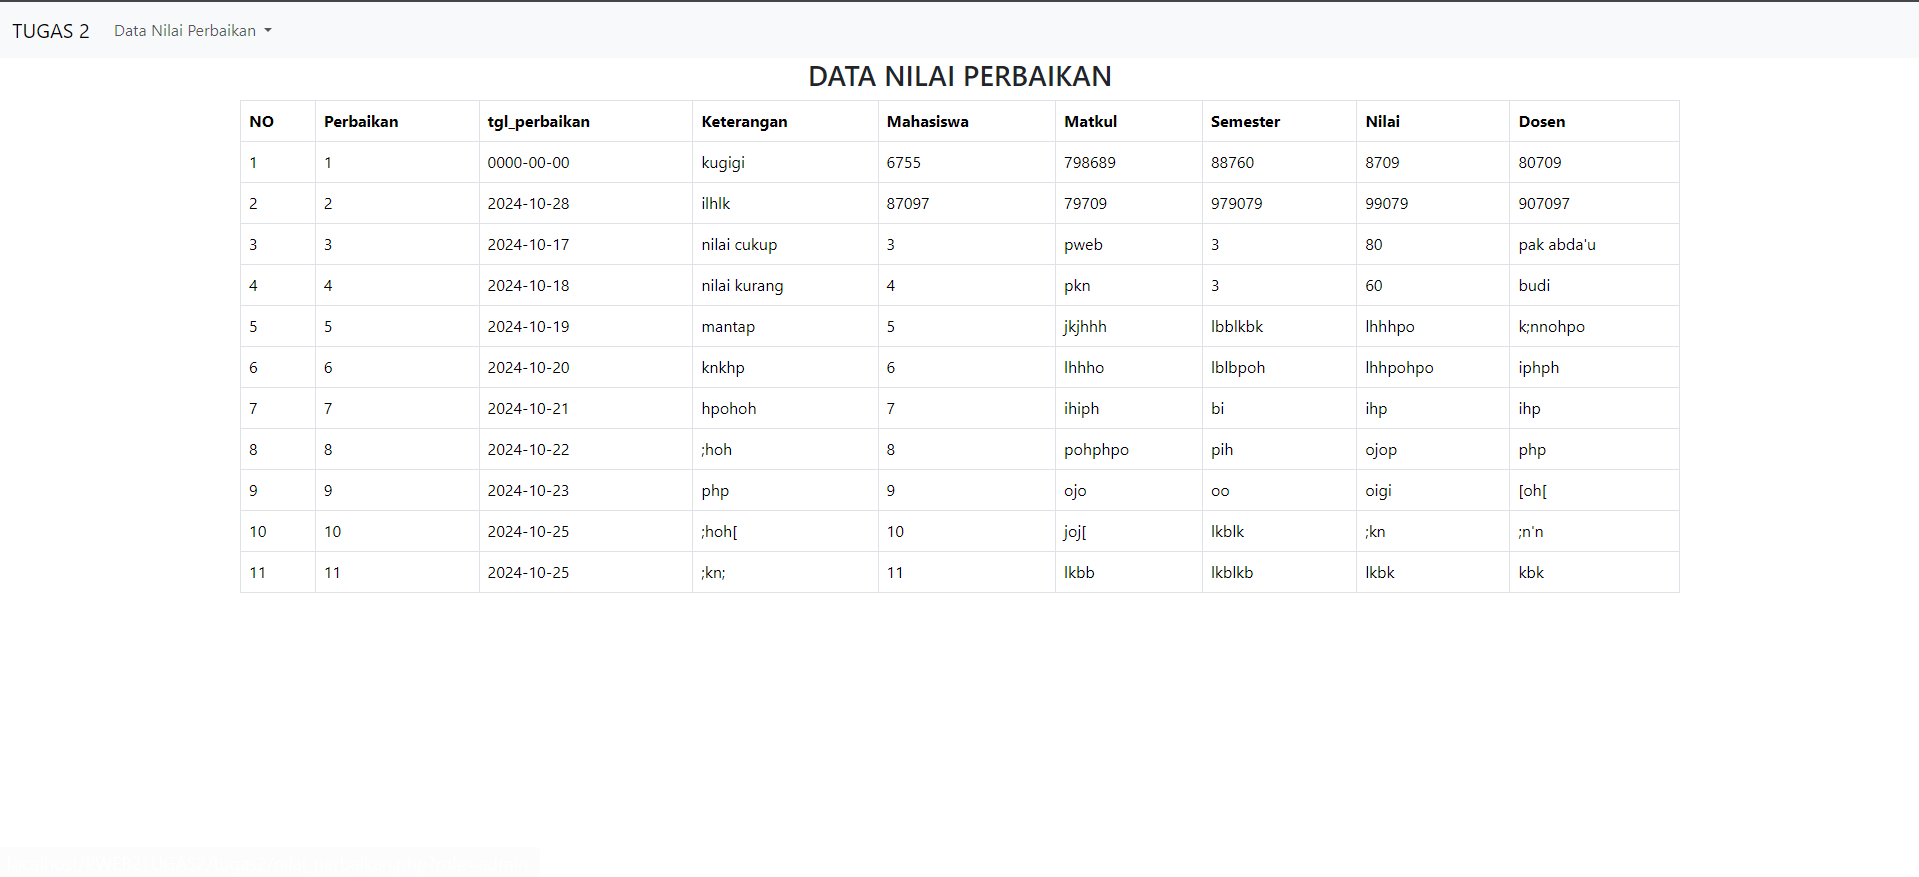 TUGAS 2 Data Nilai Perbaikan
DATA NILAI PERBAIKAN
NO Perbaikan tgl_perbaikan Keterangan Mahasiswa Matkul Semester Nilai Dosen
1 1 0000-00-00 kugigi 6755 798689 88760 8709 80709
2 2 2024-10-28 ilhlk 87097 79709 979079 99079 907097
3 3 2024-10-17 nilai cukup 3 pweb 3 80 pak abda'u
4 4 2024-10-18 nilai kurang 4 pkn 3 60 budi
5 5 2024-10-19 mantap 5 jkjhhh lbblkbk lhhhpo k;nnohpo
6 6 2024-10-20 knkhp 6 lhhho lblbpoh lhhpohpo iphph
7 7 2024-10-21 hpohoh 7 ihiph bi ihp ihp
8 8 2024-10-22 ;hoh 8 pohphpo pih ojop php
9 9 2024-10-23 php 9 ojo oo oigi [oh[
10 10 2024-10-25 ;hoh[ 10 joj[ lkblk ;kn ;n'n
11 11 2024-10-25 ;kn; 11 lkbb lkblkb lkbk kbk